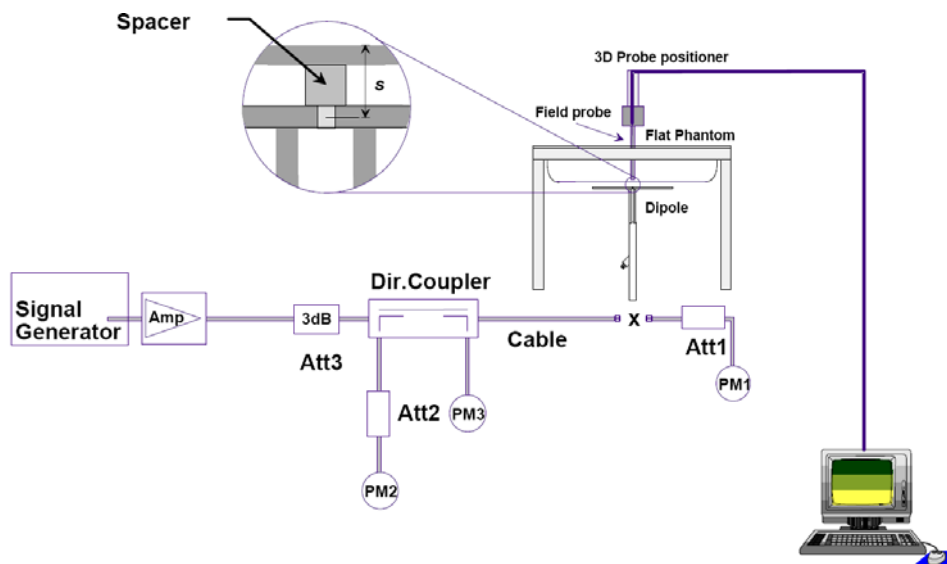 Spacer
s
3D Probe positioner
Field probe
Flat Phantom
Dipole
Signal
Generator
Amp
3dB
Att3
Dir.Coupler
Att2
PM2
PM3
Cable
X
Att1
PM1